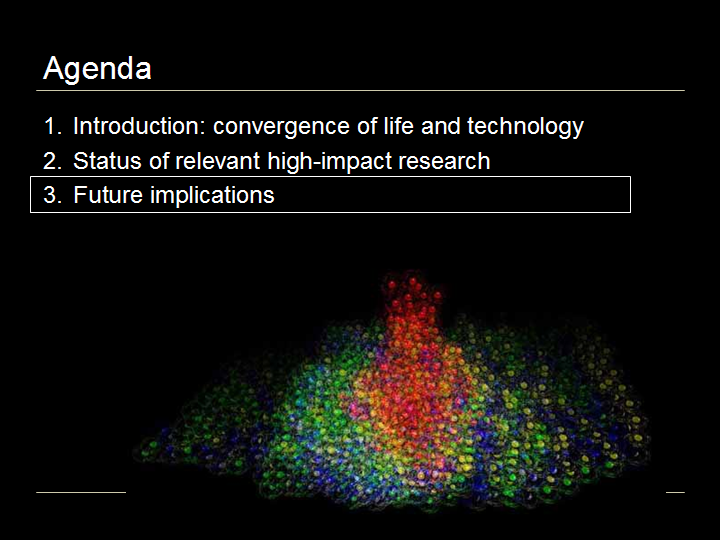 Agenda
1. Introduction: convergence of life and technology
2. Status of relevant high-impact research
3. Future implications